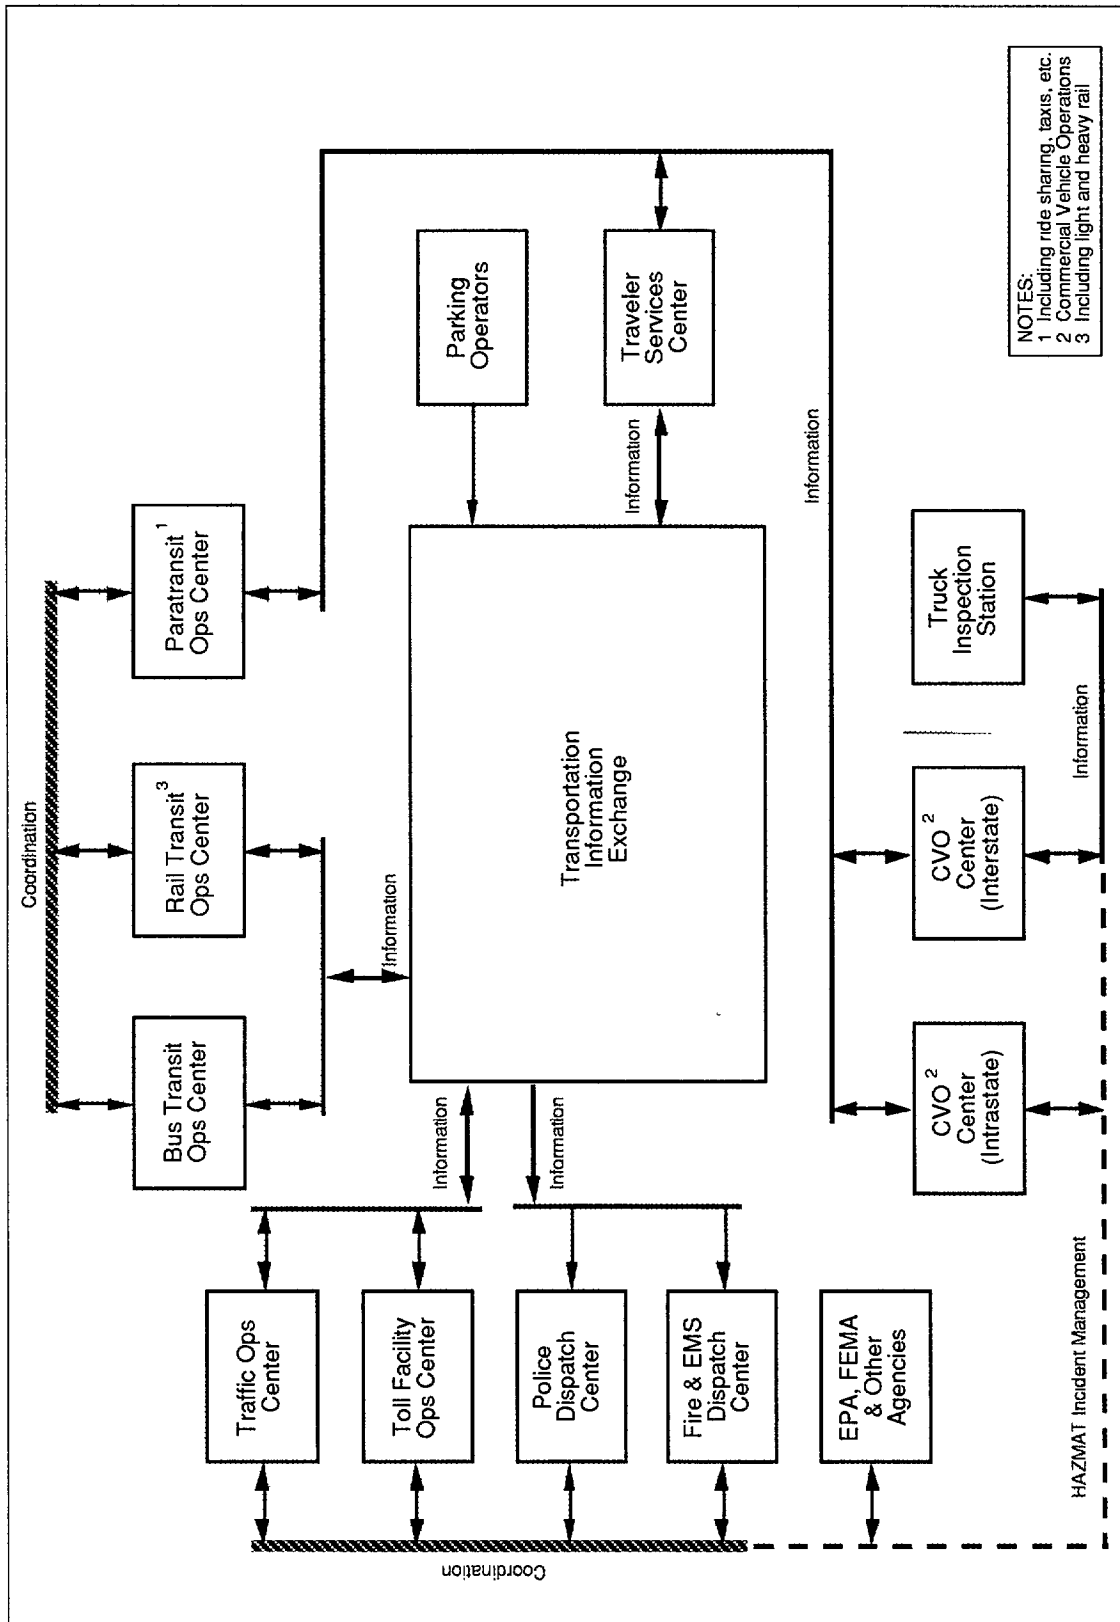 Coordination
Bus Transit
Ops Center
Rail Transit3
Ops Center
Paratransit1
Ops Center
Information
Traffic Ops
Center
Toll Facility
Ops Center
Police
Dispatch
Center
Fire & EMS
Dispatch
Center
EPA, FEMA
& Other
Agencies
Coordination
Information
Information
Transportation
Information
Exchange
Parking
Operators
Information
Traveler
Services
Center
Information
CVO2
Center
(Intrastate)
CVO2
Center
(Interstate)
Truck
Inspection
Station
Information
HAZMAT Incident Management
NOTES:
1 Including ride sharing, taxis, etc.
2 Commercial Vehicle Operations
3 Including light and heavy rail